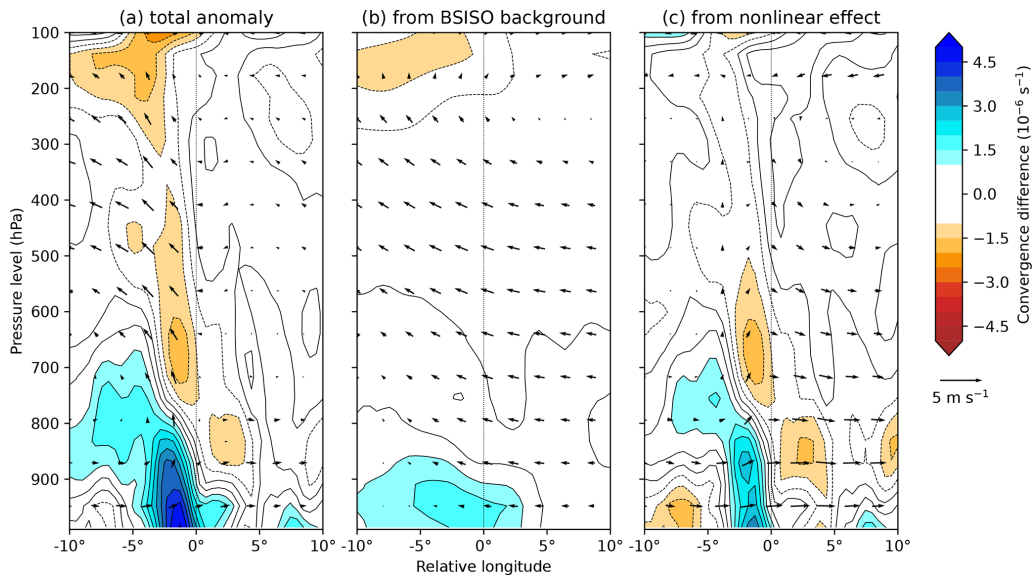 (a) total anomaly
(b) from BSISO background
(c) from nonlinear effect
100
200
300
400
500
600
700
800
900
Pressure level (hPa)
-10° -5° 0° 5° 10°
-10° -5° 0° 5° 10°
-10° -5° 0° 5° 10°
Relative longitude
4.5
3.0
1.5
0.0
−1.5
−3.0
−4.5
Convergence difference (10⁻⁶ s⁻¹)
5 m s⁻¹